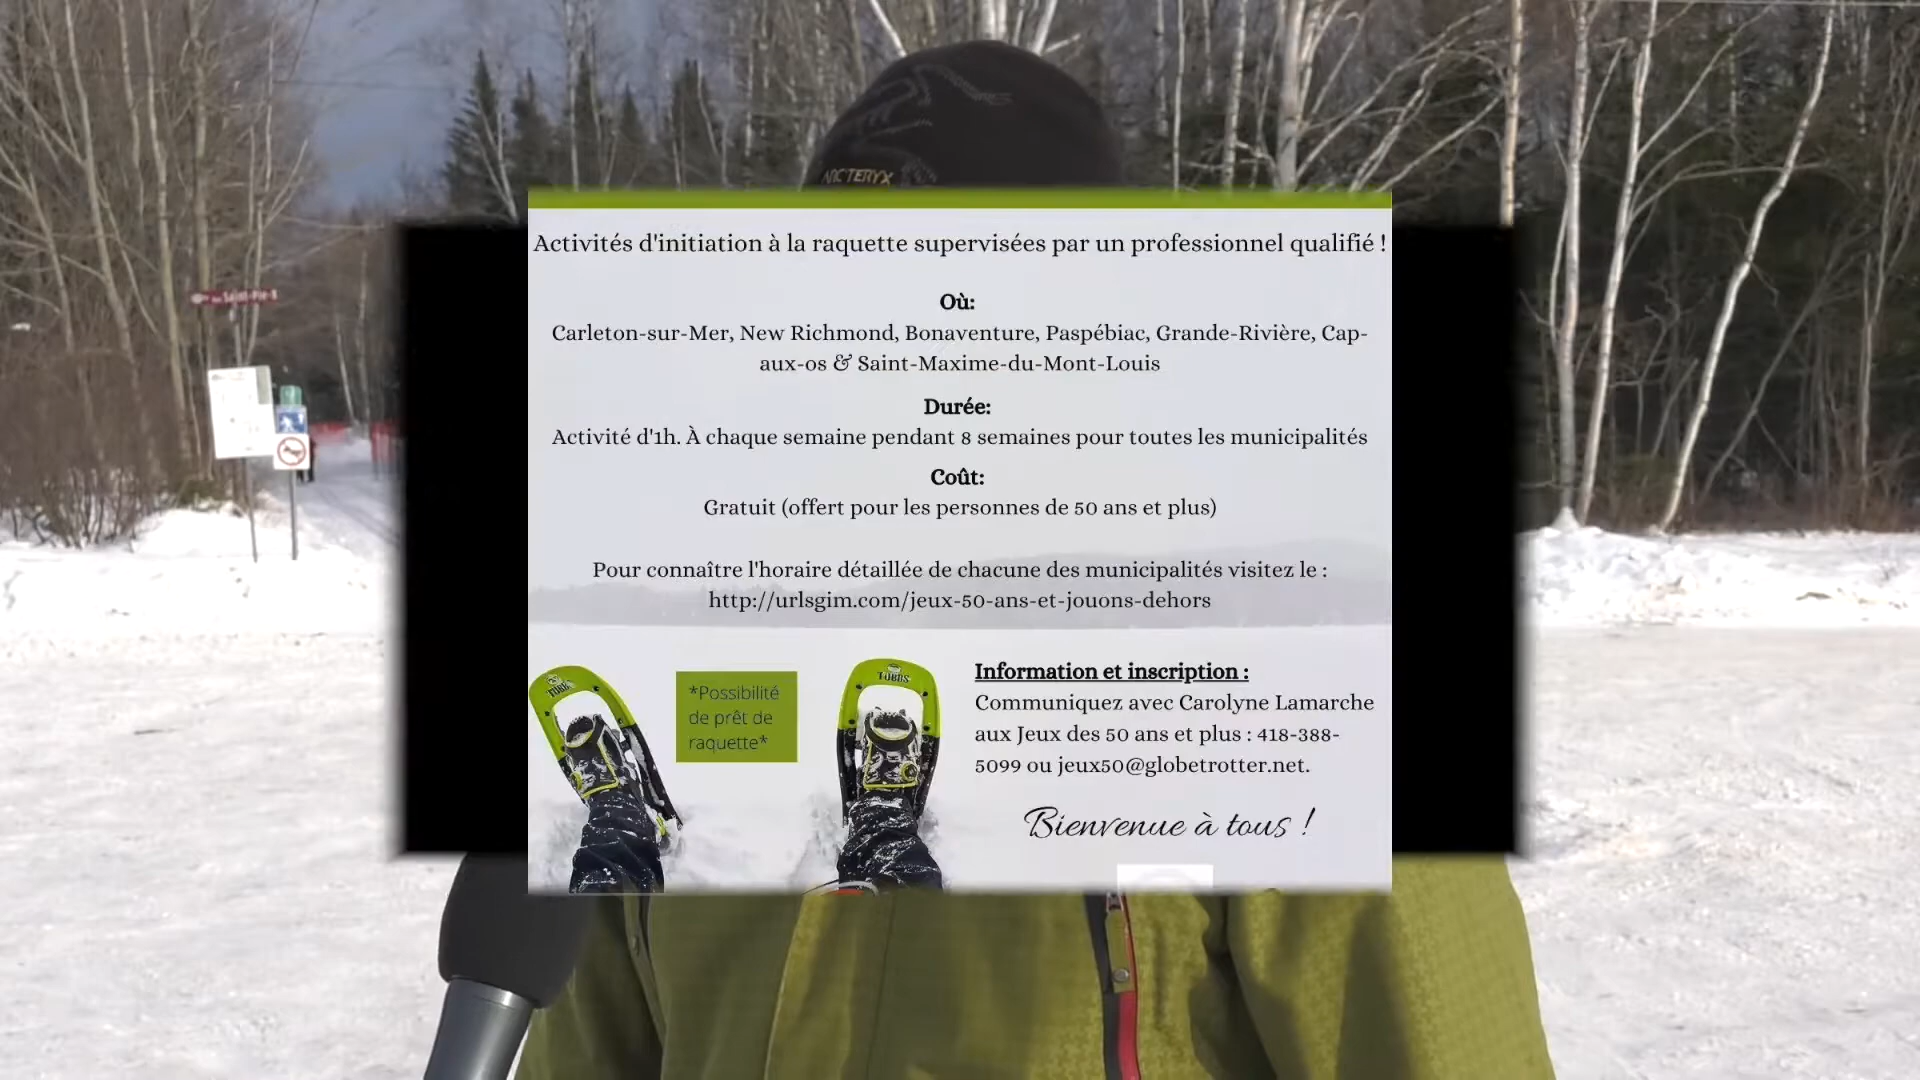 ARC'TERYX
Activités d'initiation à la raquette supervisées par un professionnel qualifié !
Où:
Carleton-sur-Mer, New Richmond, Bonaventure, Paspébiac, Grande-Rivière, Cap-
aux-os & Saint-Maxime-du-Mont-Louis
Durée:
Activité d'1h. À chaque semaine pendant 8 semaines pour toutes les municipalités
Coût:
Gratuit (offert pour les personnes de 50 ans et plus)
Pour connaître l'horaire détaillée de chacune des municipalités visitez le :
http://urlsgim.com/jeux-50-ans-et-jouons-dehors
TUBBS
TUBBS
*Possibilité
de prêt de
raquette*
Information et inscription :
Communiquez avec Carolyne Lamarche
aux Jeux des 50 ans et plus : 418-388-
5099 ou jeux50@globetrotter.net.
Bienvenue à tous !